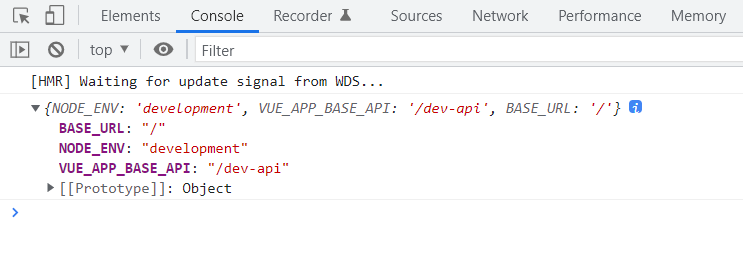 Elements Console Recorder Sources Network Performance Memory
top Filter
[HMR] Waiting for update signal from WDS...
{NODE_ENV: 'development', VUE_APP_BASE_API: '/dev-api', BASE_URL: '/'} i
BASE_URL: "/"
NODE_ENV: "development"
VUE_APP_BASE_API: "/dev-api"
[[Prototype]]: Object